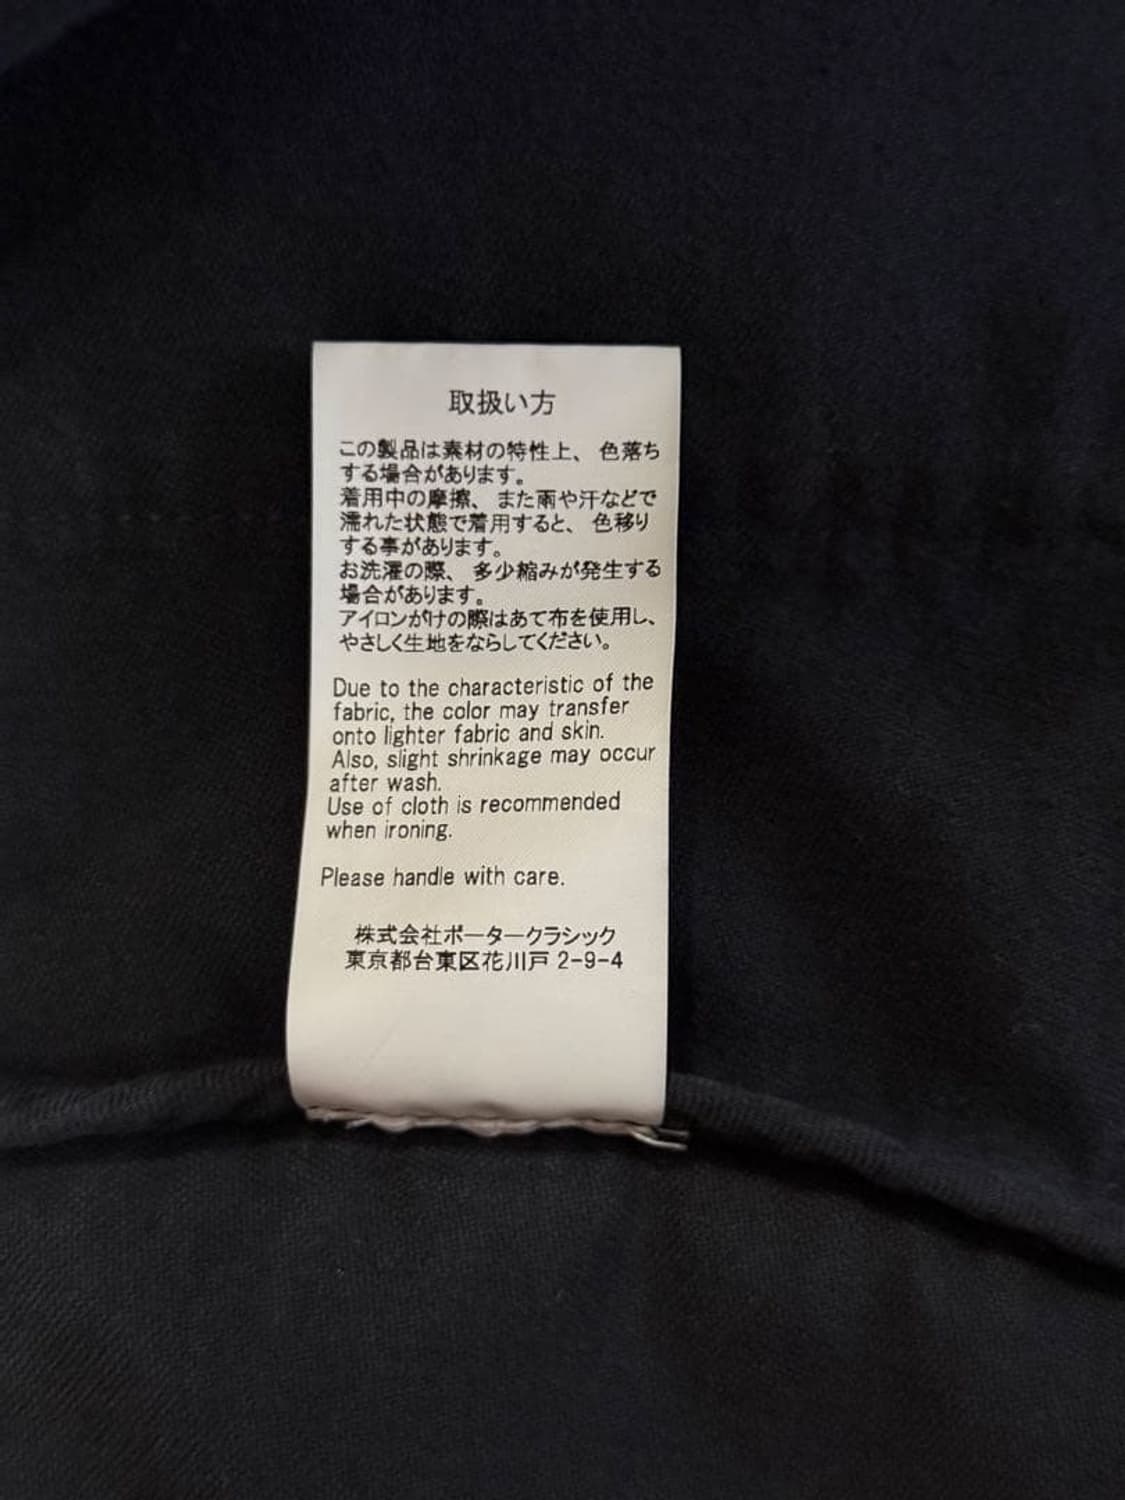 取扱い方
この製品は素材の特性上、色落ち
する場合があります。
着用中の摩擦、また雨や汗などで
濡れた状態で着用すると、色移り
する事があります。
お洗濯の際、多少縮みが発生する
場合があります。
アイロンがけの際はあて布を使用し、
やさしく生地をならしてください。
Due to the characteristic of the
fabric, the color may transfer
onto lighter fabric and skin.
Also, slight shrinkage may occur
after wash.
Use of cloth is recommended
when ironing.
Please handle with care.
株式会社ポータークラシック
東京都台東区花川戸 2-9-4